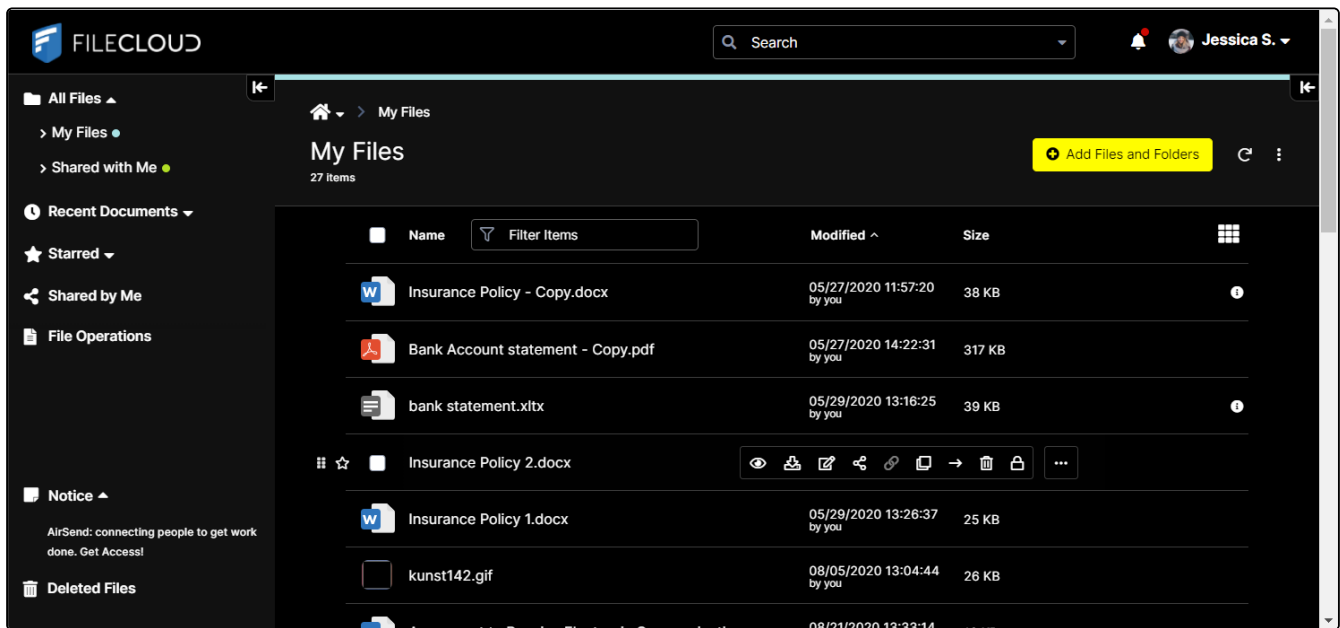 FILECLOUD
Search
Jessica S.
All Files
My Files
Shared with Me
Recent Documents
Starred
Shared by Me
File Operations
Notice
AirSend: connecting people to get work
done. Get Access!
Deleted Files
My Files
My Files
27 items
Add Files and Folders
Name
Filter Items
Modified
Size
Insurance Policy - Copy.docx
05/27/2020 11:57:20
by you
38 KB
Bank Account statement - Copy.pdf
05/27/2020 14:22:31
by you
317 KB
bank statement.xltx
05/29/2020 13:16:25
by you
39 KB
Insurance Policy 2.docx
Insurance Policy 1.docx
05/29/2020 13:26:37
by you
25 KB
kunst142.gif
08/05/2020 13:04:44
by you
26 KB
08/21/2020 13:33:14